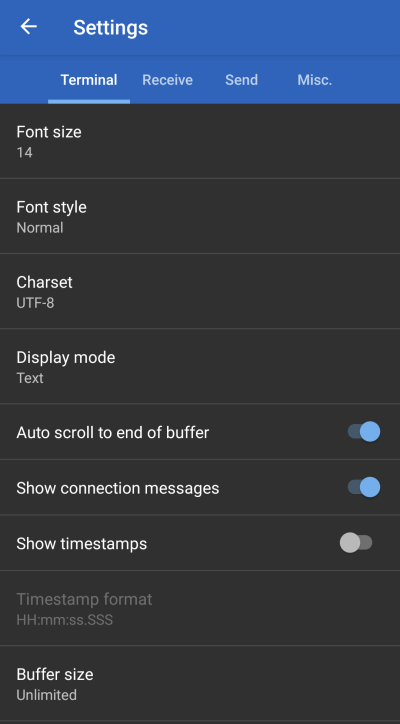 Settings
Terminal Receive Send Misc.
Font size
14
Font style
Normal
Charset
UTF-8
Display mode
Text
Auto scroll to end of buffer
Show connection messages
Show timestamps
Timestamp format
HH:mm:ss.SSS
Buffer size
Unlimited